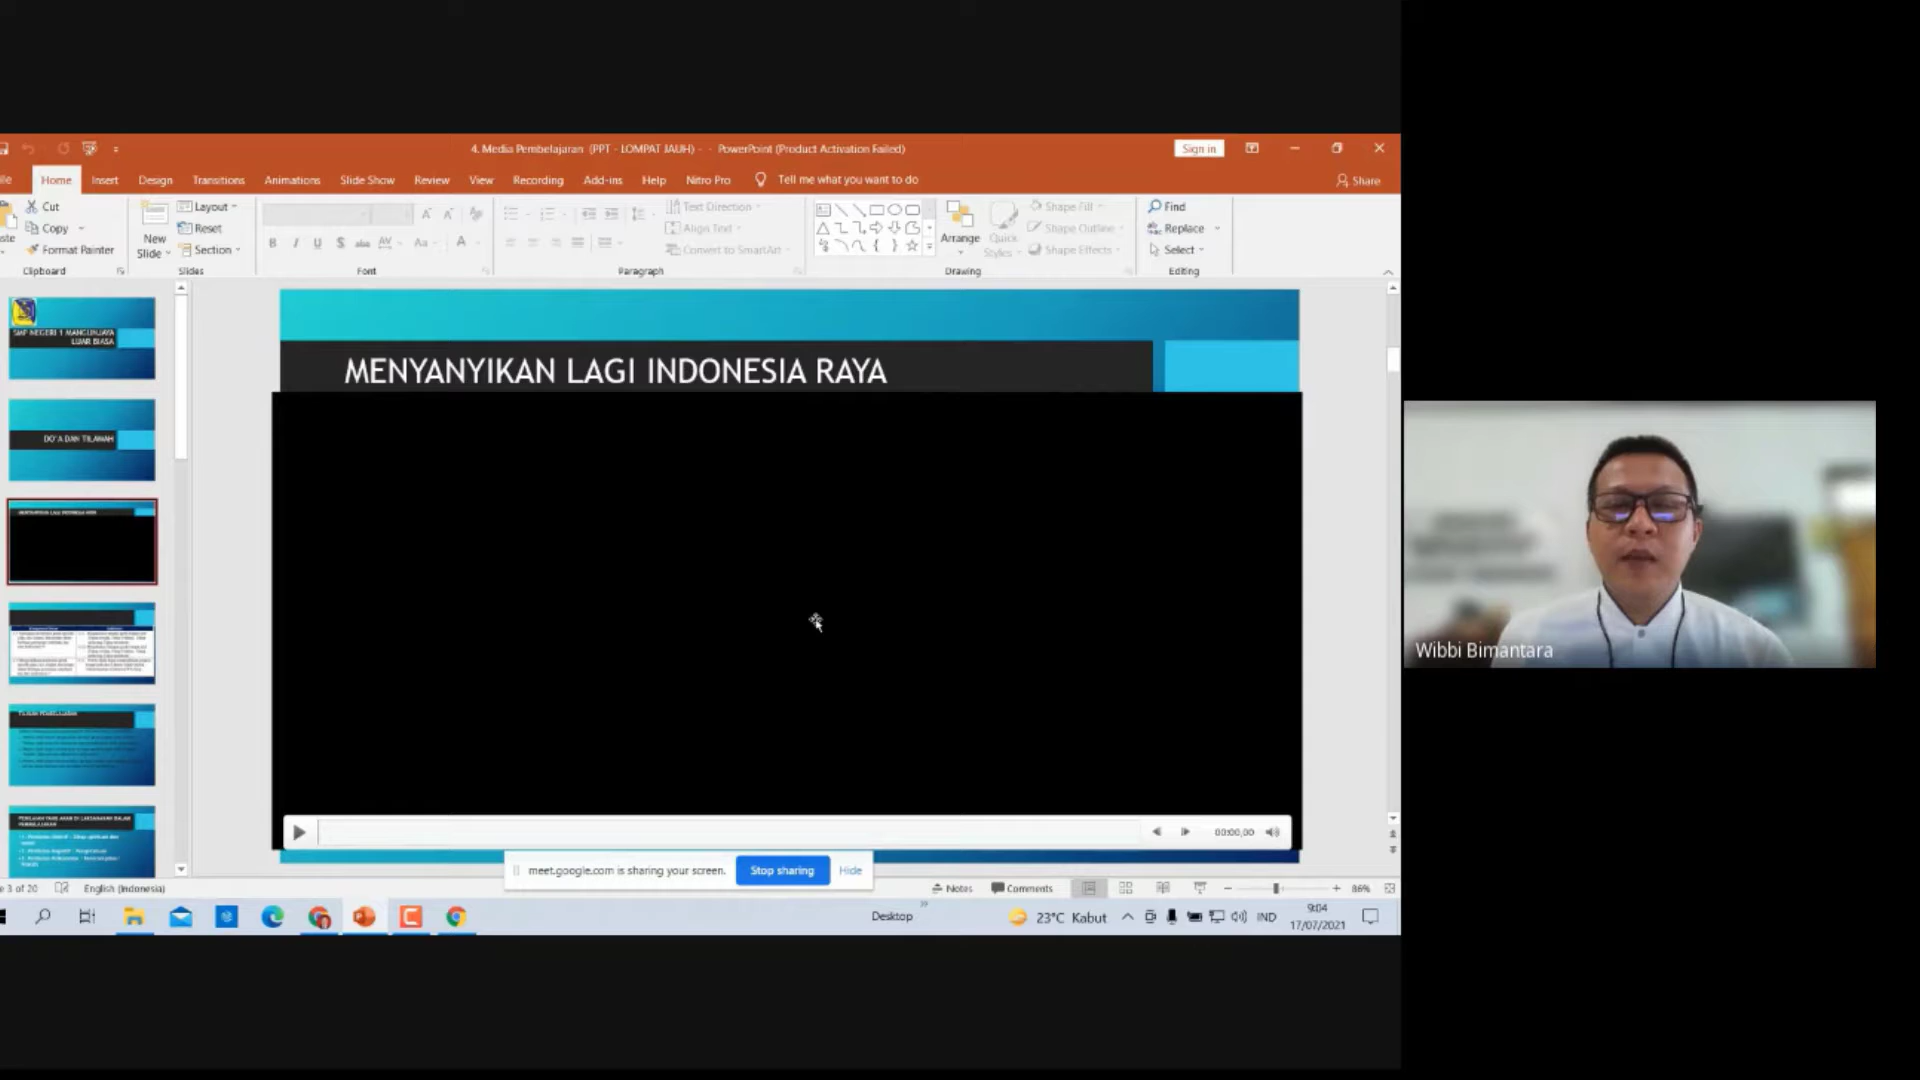 4. Media Pembelajaran (PPT - LOMPAT JAUH) - - PowerPoint (Product Activation Failed)
Sign in
Home Insert Design Transitions Animations Slide Show Review View Recording Add-ins Help Nitro Pro Tell me what you want to do Share
Cut
Copy
Format Painter
Clipboard
New Slide
Layout
Reset
Section
Slides
Font
Text Direction
Align Text
Convert to SmartArt
Paragraph
Arrange
Quick Styles
Shape Fill
Shape Outline
Shape Effects
Drawing
Find
Replace
Select
Editing
SMP NEGERI 1 MANGUNJAYA
LUAR BIASA
DO'A DAN TILAWAH
MENYANYIKAN LAGI INDONESIA RAYA
00:00,00
Wibbi Bimantara
meet.google.com is sharing your screen. Stop sharing Hide
3 of 20 English (Indonesia) Notes Comments 86%
Desktop 23°C Kabut IND 9:04
17/07/2021